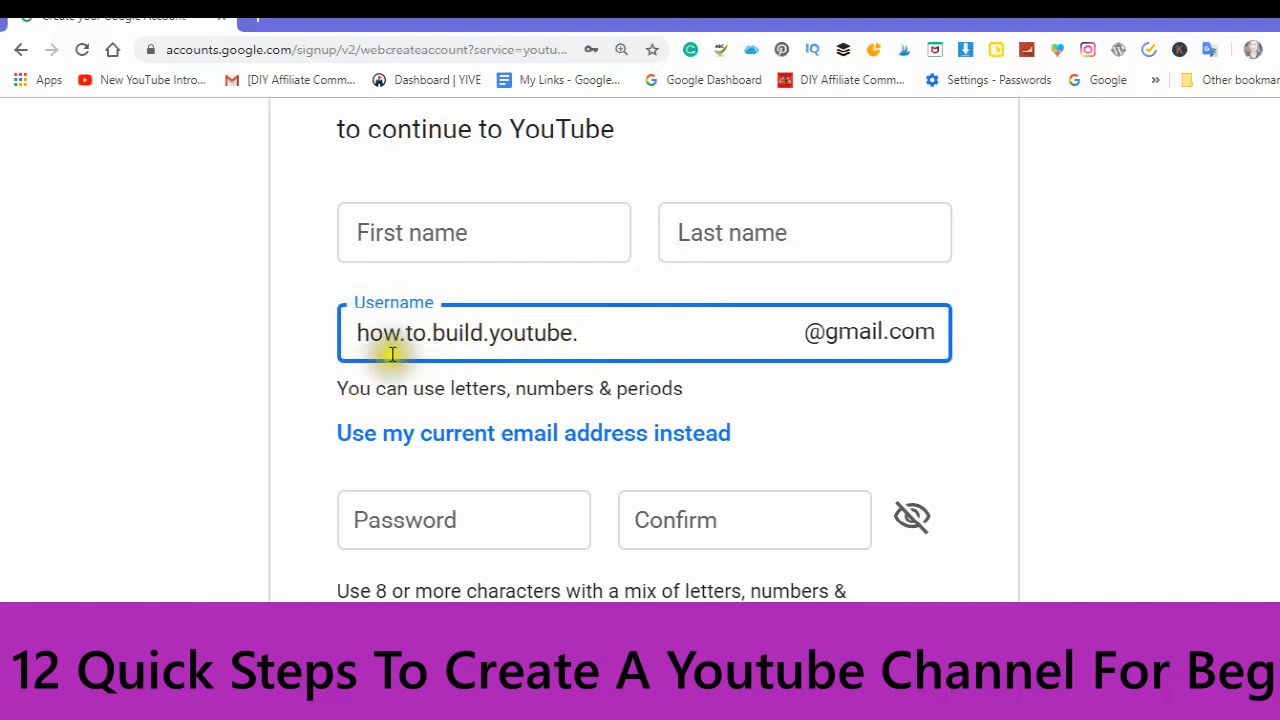 Create your Google Account
accounts.google.com/signup/v2/webcreateaccount?service=youtu...
Apps New YouTube Intro... [DIY Affiliate Comm... Dashboard | YIVE My Links - Google... Google Dashboard DIY Affiliate Comm... Settings - Passwords Google » Other bookmar
to continue to YouTube
First name Last name
Username
how.to.build.youtube. @gmail.com
You can use letters, numbers & periods
Use my current email address instead
Password Confirm
Use 8 or more characters with a mix of letters, numbers &
12 Quick Steps To Create A Youtube Channel For Beg